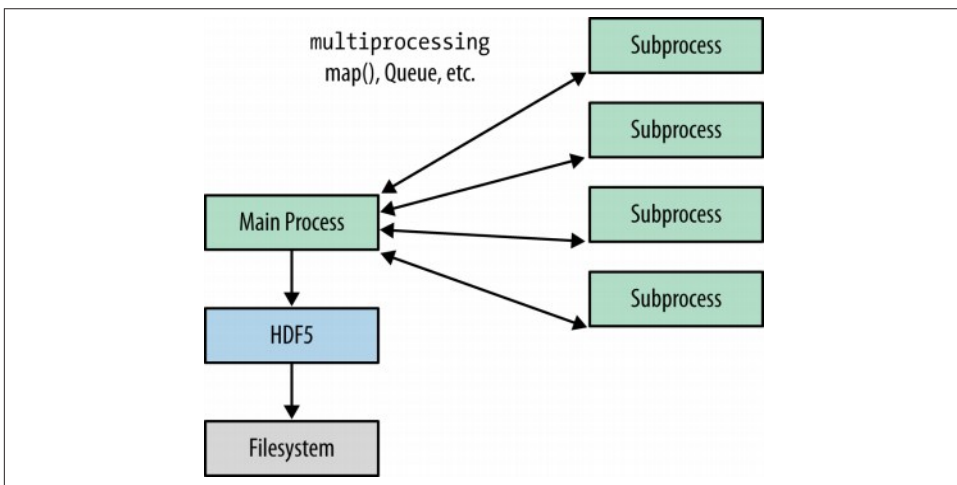 multiprocessing
map(), Queue, etc.
Subprocess
Subprocess
Subprocess
Subprocess
Main Process
HDF5
Filesystem